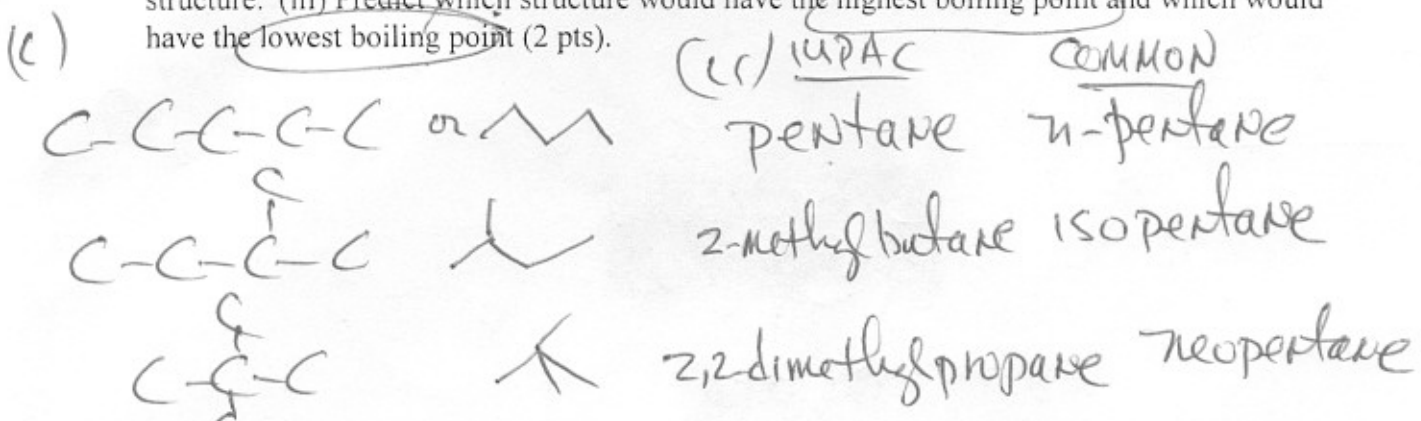 structure. (iii) Predict which structure would have the highest boiling point and which would
have the lowest boiling point (2 pts).
(c) (ii) IUPAC COMMON
C-C-C-C-C or pentane n-pentane
C
C-C-C-C 2-methylbutane isopentane
C
C-C-C 2,2-dimethylpropane neopentane
C